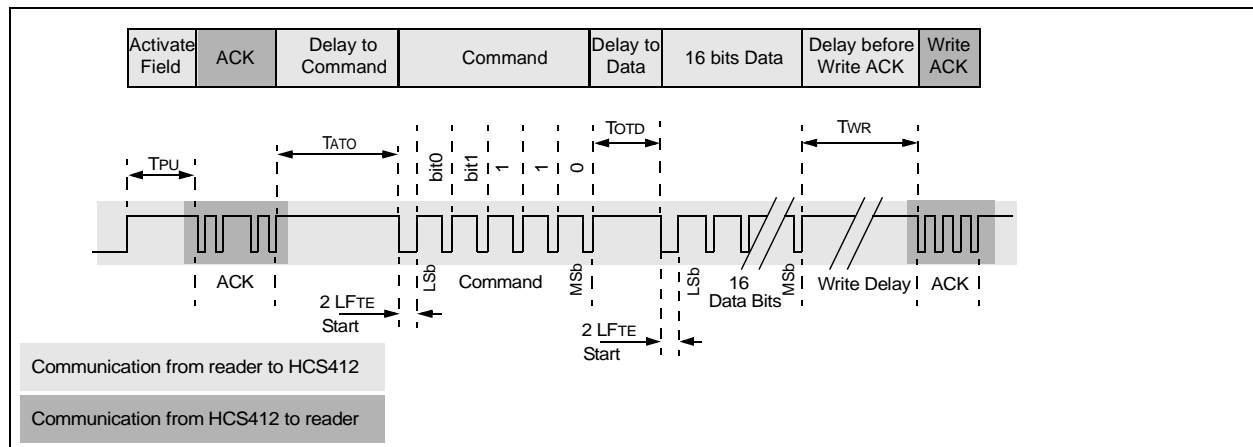 Activate Field
ACK
Delay to Command
Command
Delay to Data
16 bits Data
Delay before Write ACK
Write ACK
TPU
TATO
bit0
bit1
1
1
0
TOTD
TWR
ACK
LSb
Command
MSb
LSb
16 Data Bits
MSb
Write Delay
ACK
2 LFTE
Start
2 LFTE
Start
Communication from reader to HCS412
Communication from HCS412 to reader